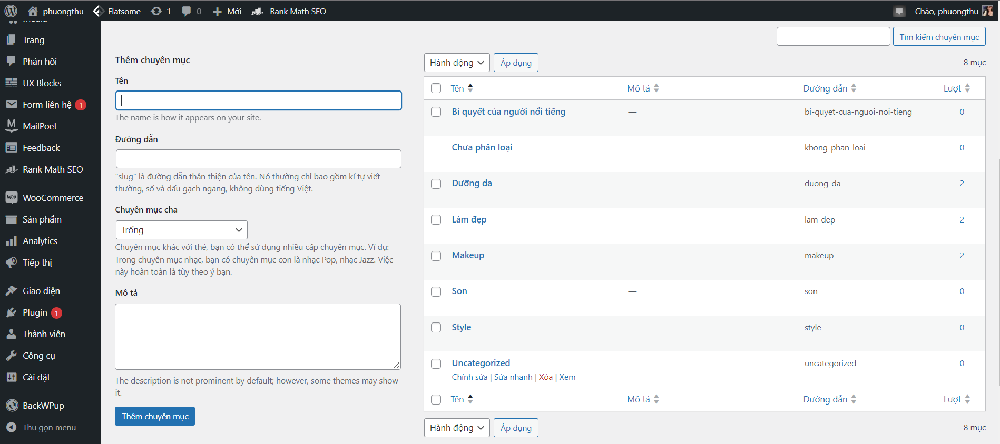 phuongthu
Flatsome
1
0
Mới
Rank Math SEO
Chào, phuongthu
Media
Trang
Phản hồi
UX Blocks
Form liên hệ 1
MailPoet
Feedback
Rank Math SEO
WooCommerce
Sản phẩm
Analytics
Tiếp thị
Giao diện
Plugin 1
Thành viên
Công cụ
Cài đặt
BackWPup
Thu gọn menu
Tìm kiếm chuyên mục
Thêm chuyên mục
Tên
The name is how it appears on your site.
Đường dẫn
“slug” là đường dẫn thân thiện của tên. Nó thường chỉ bao gồm kí tự viết
thường, số và dấu gạch ngang, không dùng tiếng Việt.
Chuyên mục cha
Trống
Chuyên mục khác với thẻ, bạn có thể sử dụng nhiều cấp chuyên mục. Ví dụ:
Trong chuyên mục nhạc, bạn có chuyên mục con là nhạc Pop, nhạc Jazz. Việc
này hoàn toàn là tùy theo ý bạn.
Mô tả
The description is not prominent by default; however, some themes may show
it.
Thêm chuyên mục
Hành động Áp dụng 8 mục
Tên Mô tả Đường dẫn Lượt
Bí quyết của người nổi tiếng — bi-quyet-cua-nguoi-noi-tieng 0
Chưa phân loại — khong-phan-loai 0
Dưỡng da — duong-da 2
Làm đẹp — lam-dep 2
Makeup — makeup 2
Son — son 0
Style — style 0
Uncategorized — uncategorized 0
Chỉnh sửa | Sửa nhanh | Xóa | Xem
Tên Mô tả Đường dẫn Lượt
Hành động Áp dụng 8 mục